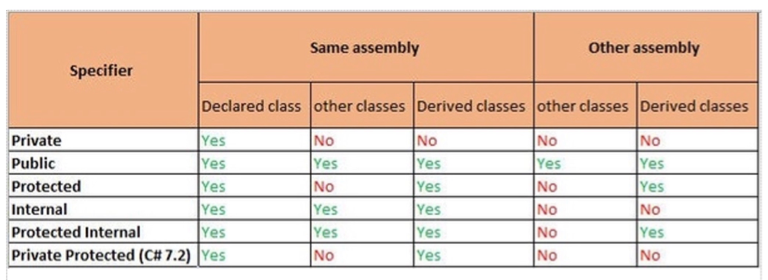 Specifier Same assembly Other assembly
Declared class other classes Derived classes other classes Derived classes
Private Yes No No No No
Public Yes Yes Yes Yes Yes
Protected Yes No Yes No Yes
Internal Yes Yes Yes No No
Protected Internal Yes Yes Yes No Yes
Private Protected (C# 7.2) Yes No Yes No No